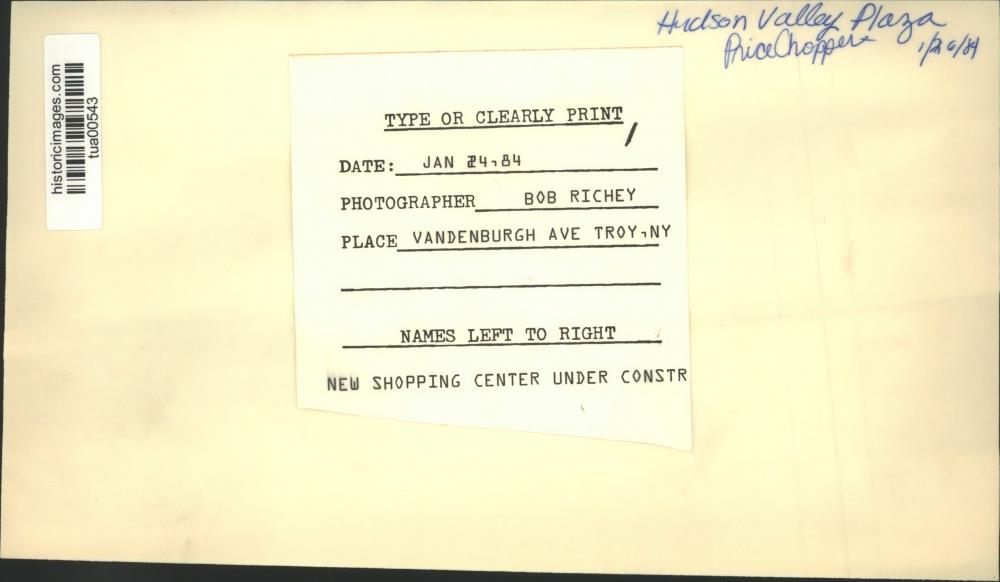 Hudson Valley Plaza
PriceChopper
1/26/84
historicimages.com
tua00543
TYPE OR CLEARLY PRINT
DATE: JAN 24,84
PHOTOGRAPHER BOB RICHEY
PLACE VANDENBURGH AVE TROY,NY
NAMES LEFT TO RIGHT
NEW SHOPPING CENTER UNDER CONSTR